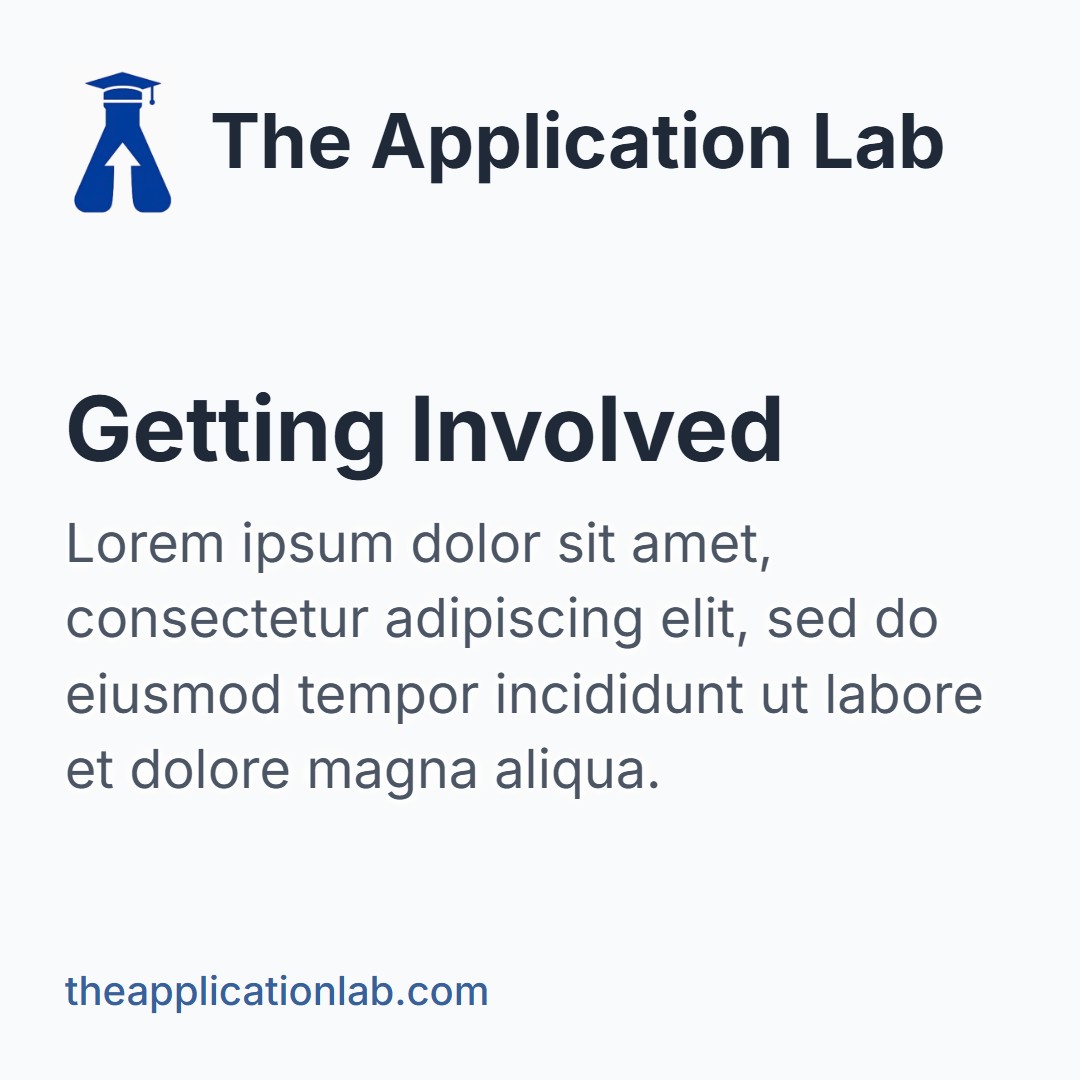 The Application Lab
Getting Involved
Lorem ipsum dolor sit amet,
consectetur adipiscing elit, sed do
eiusmod tempor incididunt ut labore
et dolore magna aliqua.
theapplicationlab.com